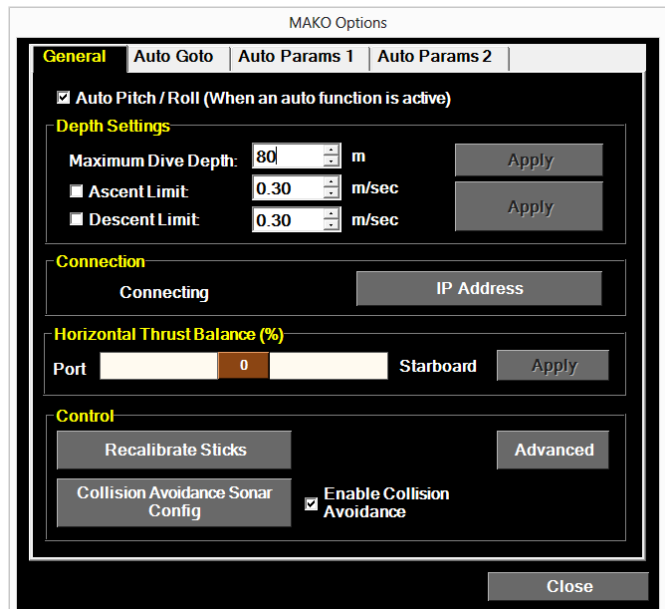 MAKO Options
General Auto Goto Auto Params 1 Auto Params 2
Auto Pitch / Roll (When an auto function is active)
Depth Settings
Maximum Dive Depth: 80 m Apply
Ascent Limit: 0.30 m/sec Apply
Descent Limit: 0.30 m/sec
Connection
Connecting IP Address
Horizontal Thrust Balance (%)
Port 0 Starboard Apply
Control
Recalibrate Sticks Advanced
Collision Avoidance Sonar
Config
Enable Collision
Avoidance
Close